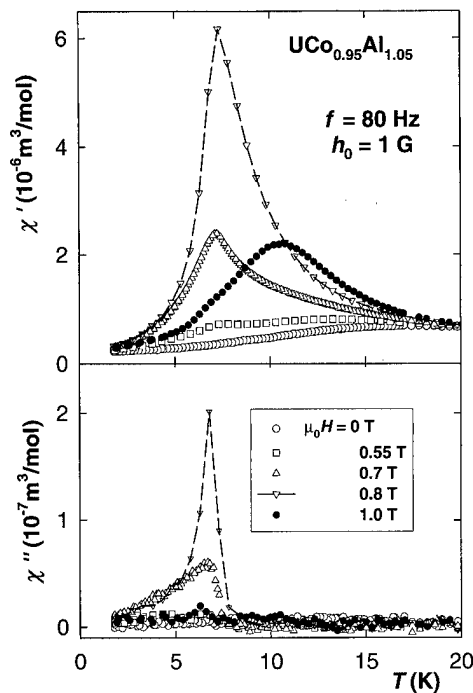 6
4
2
0
χ' (10⁻⁶m³/mol)
UCo₀.₉₅Al₁.₀₅
f = 80 Hz
h₀ = 1 G
2
1
0
χ'' (10⁻⁷m³/mol)
μ₀H = 0 T
0.55 T
0.7 T
0.8 T
1.0 T
0 5 10 15 20
T (K)